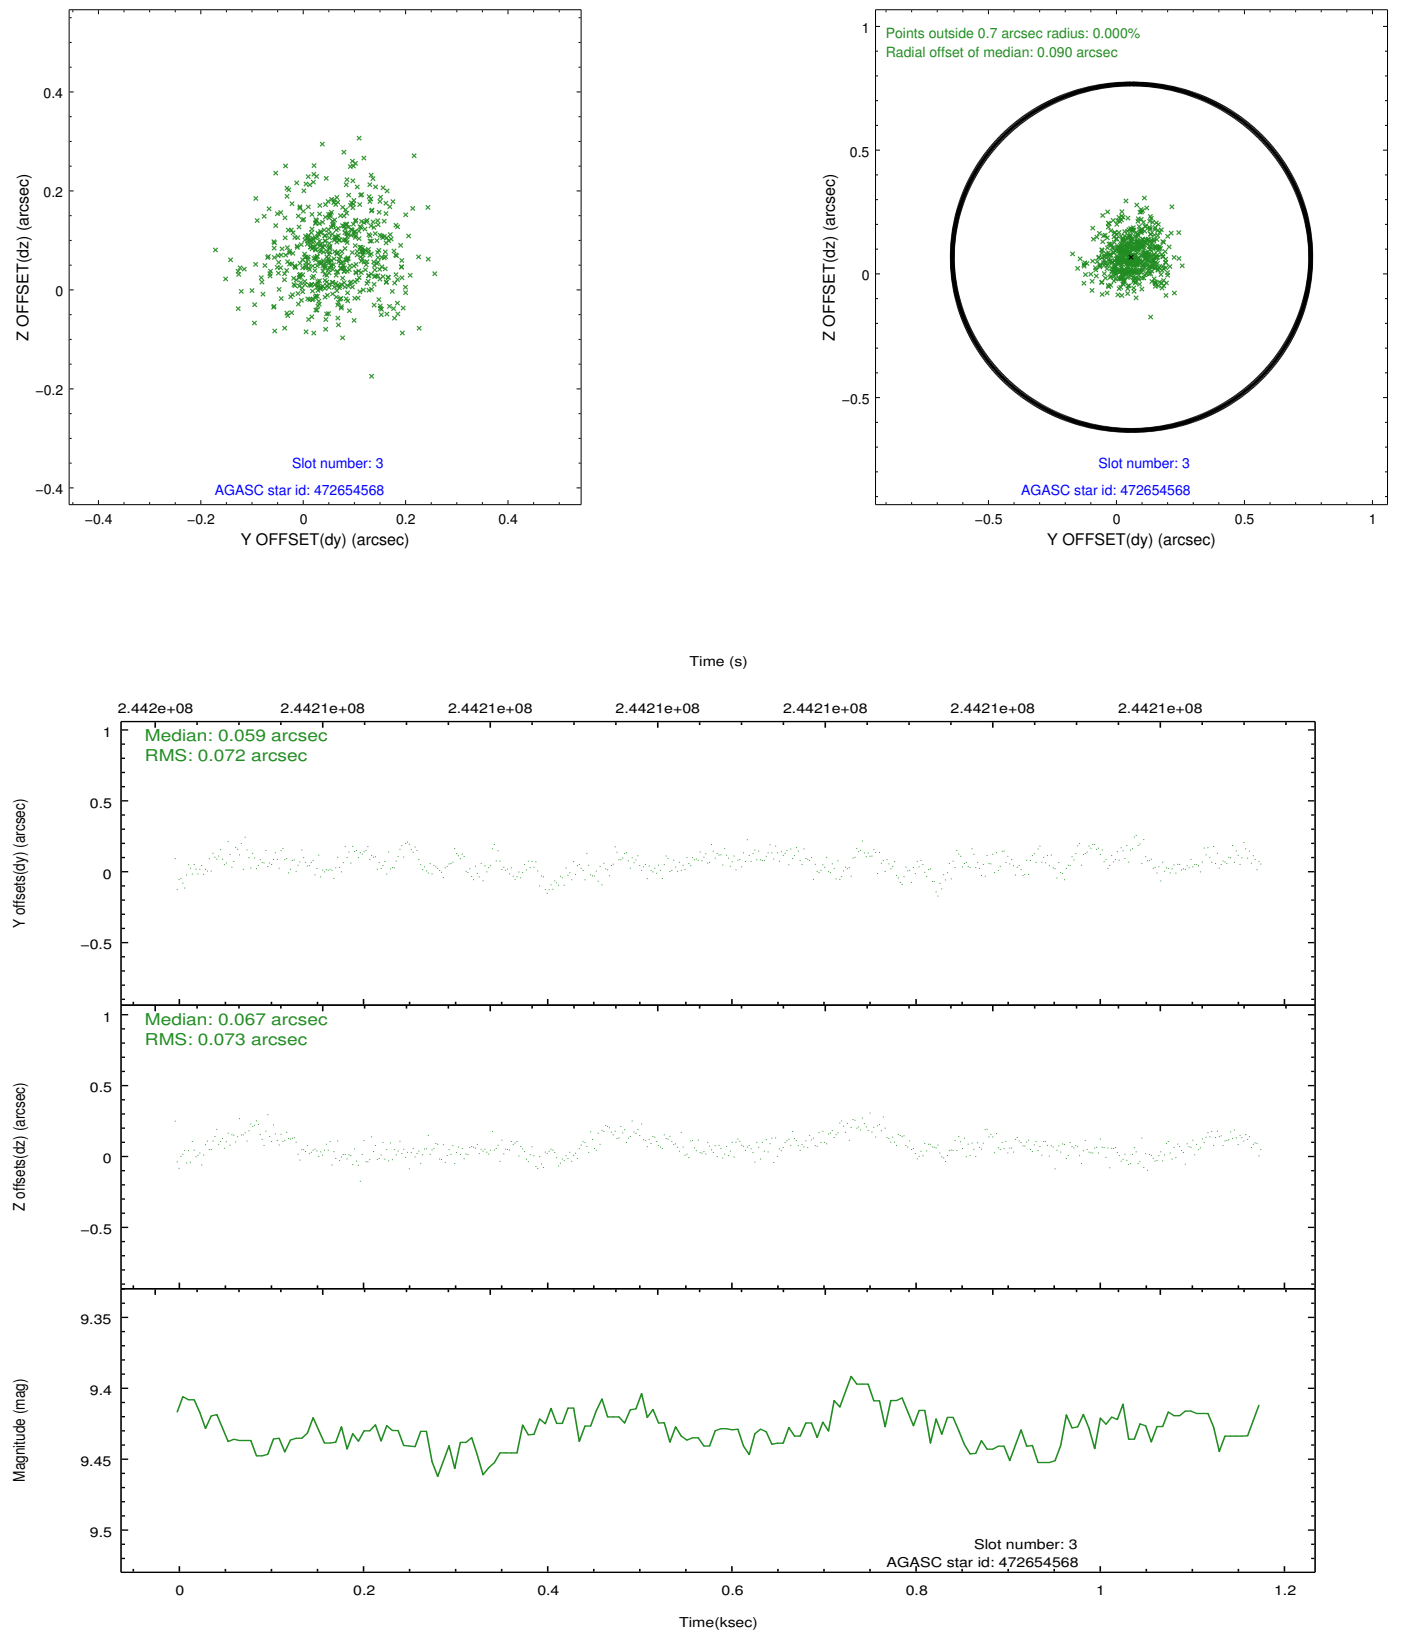 0.4
0.2
0
−0.2
−0.4
Z OFFSET(dz) (arcsec)
Slot number: 3
AGASC star id: 472654568
−0.4 −0.2 0 0.2 0.4
Y OFFSET(dy) (arcsec)
Points outside 0.7 arcsec radius: 0.000%
Radial offset of median: 0.090 arcsec
1
0.5
0
−0.5
Z OFFSET(dz) (arcsec)
Slot number: 3
AGASC star id: 472654568
−0.5 0 0.5 1
Y OFFSET(dy) (arcsec)
Time (s)
2.442e+08 2.4421e+08 2.4421e+08 2.4421e+08 2.4421e+08 2.4421e+08 2.4421e+08
Median: 0.059 arcsec
RMS: 0.072 arcsec
1
0.5
0
−0.5
Y offsets(dy) (arcsec)
Median: 0.067 arcsec
RMS: 0.073 arcsec
1
0.5
0
−0.5
Z offsets(dz) (arcsec)
9.35
9.4
9.45
9.5
Magnitude (mag)
Slot number: 3
AGASC star id: 472654568
0 0.2 0.4 0.6 0.8 1 1.2
Time(ksec)